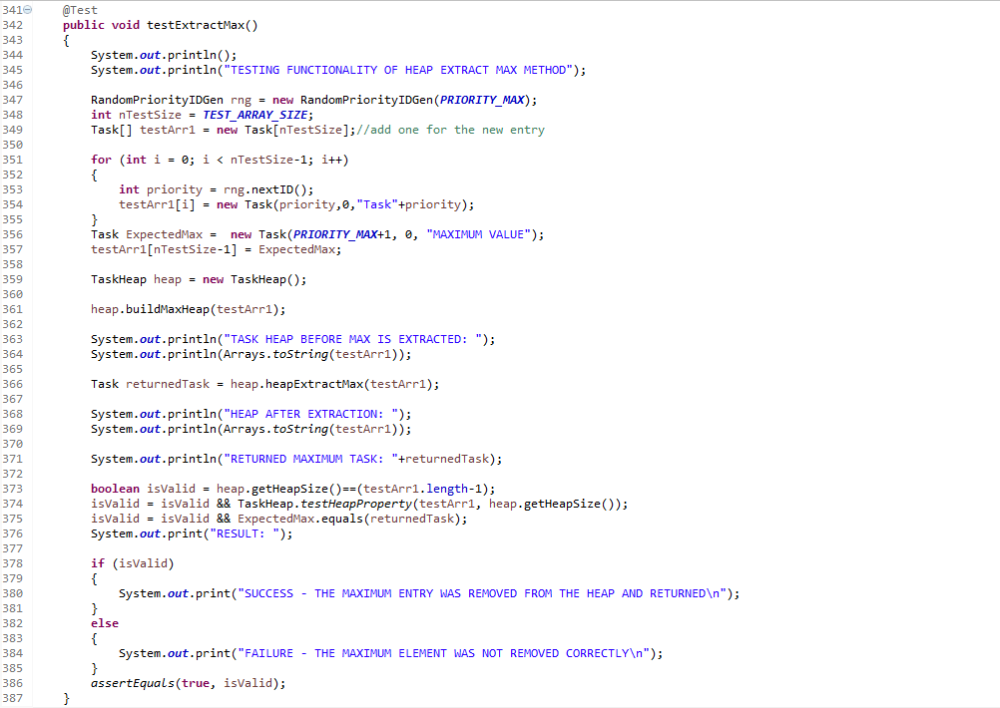 341 @Test
342 public void testExtractMax()
343 {
344 System.out.println();
345 System.out.println("TESTING FUNCTIONALITY OF HEAP EXTRACT MAX METHOD");
346
347 RandomPriorityIDGen rng = new RandomPriorityIDGen(PRIORITY_MAX);
348 int nTestSize = TEST_ARRAY_SIZE;
349 Task[] testArr1 = new Task[nTestSize];//add one for the new entry
350
351 for (int i = 0; i < nTestSize-1; i++)
352 {
353 int priority = rng.nextID();
354 testArr1[i] = new Task(priority,0,"Task"+priority);
355 }
356 Task ExpectedMax =  new Task(PRIORITY_MAX+1, 0, "MAXIMUM VALUE");
357 testArr1[nTestSize-1] = ExpectedMax;
358
359 TaskHeap heap = new TaskHeap();
360
361 heap.buildMaxHeap(testArr1);
362
363 System.out.println("TASK HEAP BEFORE MAX IS EXTRACTED: ");
364 System.out.println(Arrays.toString(testArr1));
365
366 Task returnedTask = heap.heapExtractMax(testArr1);
367
368 System.out.println("HEAP AFTER EXTRACTION: ");
369 System.out.println(Arrays.toString(testArr1));
370
371 System.out.println("RETURNED MAXIMUM TASK: "+returnedTask);
372
373 boolean isValid = heap.getHeapSize()==(testArr1.length-1);
374 isValid = isValid && TaskHeap.testHeapProperty(testArr1, heap.getHeapSize());
375 isValid = isValid && ExpectedMax.equals(returnedTask);
376 System.out.print("RESULT: ");
377
378 if (isValid)
379 {
380 System.out.print("SUCCESS - THE MAXIMUM ENTRY WAS REMOVED FROM THE HEAP AND RETURNED\n");
381 }
382 else
383 {
384 System.out.print("FAILURE - THE MAXIMUM ELEMENT WAS NOT REMOVED CORRECTLY\n");
385 }
386 assertEquals(true, isValid);
387 }